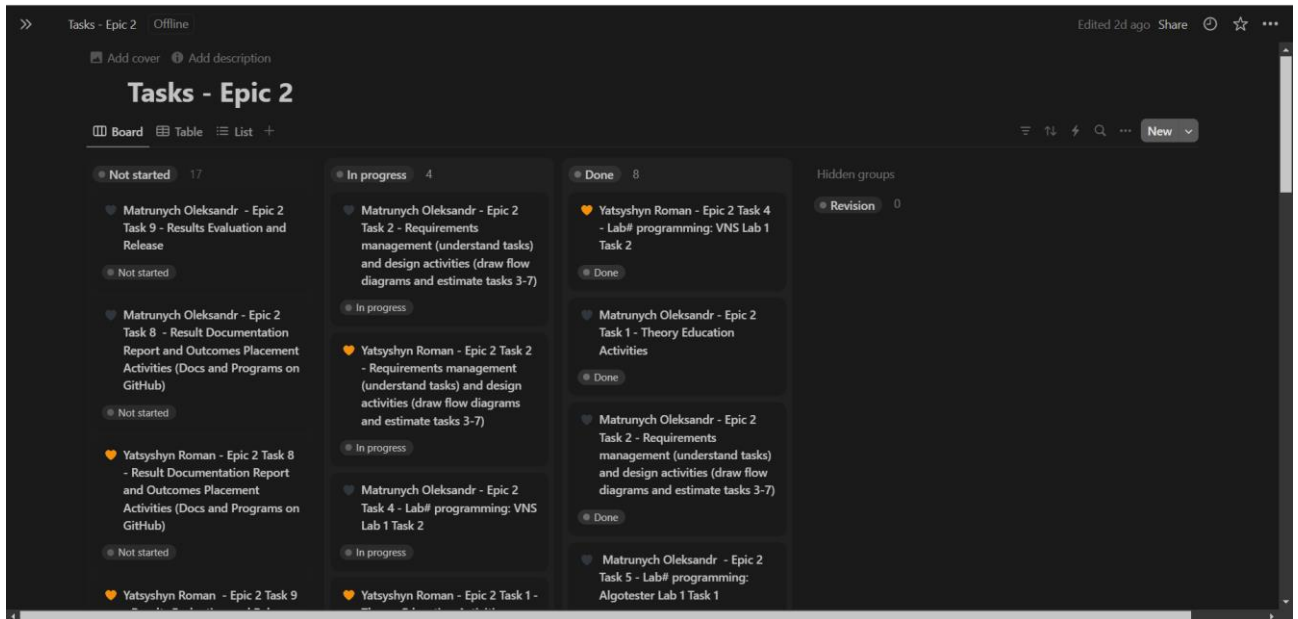 Tasks - Epic 2 Offline
Edited 2d ago Share
Add cover Add description
Tasks - Epic 2
Board Table List
New
Not started 17
Matrunych Oleksandr - Epic 2
Task 9 - Results Evaluation and
Release
Not started
Matrunych Oleksandr - Epic 2
Task 8 - Result Documentation
Report and Outcomes Placement
Activities (Docs and Programs on
GitHub)
Not started
Yatsyshyn Roman - Epic 2 Task 8
- Result Documentation Report
and Outcomes Placement
Activities (Docs and Programs on
GitHub)
Not started
Yatsyshyn Roman - Epic 2 Task 9
In progress 4
Matrunych Oleksandr - Epic 2
Task 2 - Requirements
management (understand tasks)
and design activities (draw flow
diagrams and estimate tasks 3-7)
In progress
Yatsyshyn Roman - Epic 2 Task 2
- Requirements management
(understand tasks) and design
activities (draw flow diagrams
and estimate tasks 3-7)
In progress
Matrunych Oleksandr - Epic 2
Task 4 - Lab# programming: VNS
Lab 1 Task 2
In progress
Yatsyshyn Roman - Epic 2 Task 1 -
Done 8
Yatsyshyn Roman - Epic 2 Task 4
- Lab# programming: VNS Lab 1
Task 2
Done
Matrunych Oleksandr - Epic 2
Task 1 - Theory Education
Activities
Done
Matrunych Oleksandr - Epic 2
Task 2 - Requirements
management (understand tasks)
and design activities (draw flow
diagrams and estimate tasks 3-7)
Done
Matrunych Oleksandr - Epic 2
Task 5 - Lab# programming:
Algotester Lab 1 Task 1
Hidden groups
Revision 0